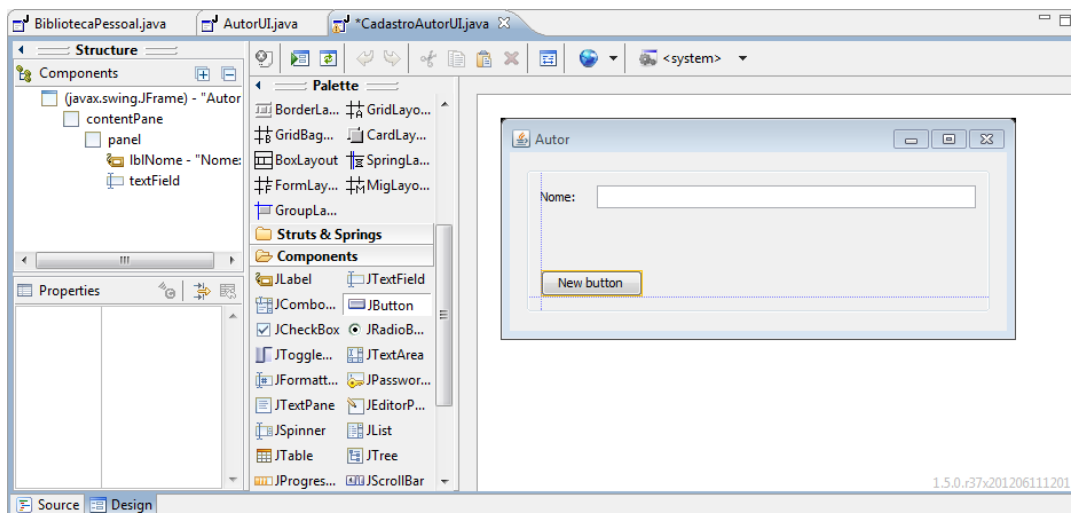 BibliotecaPessoal.java
AutorUI.java
*CadastroAutorUI.java
Structure
Components
(javax.swing.JFrame) - "Autor
contentPane
panel
lblNome - "Nome:
textField
Properties
<system>
Palette
BorderLa... GridLayo...
GridBag... CardLay...
BoxLayout SpringLa...
FormLay... MigLayo...
GroupLa...
Struts & Springs
Components
JLabel JTextField
JCombo... JButton
JCheckBox JRadioB...
JToggle... JTextArea
JFormatt... JPasswor...
JTextPane JEditorP...
JSpinner JList
JTable JTree
JProgres... JScrollBar
Autor
Nome:
New button
1.5.0.r37x201206111201
Source Design